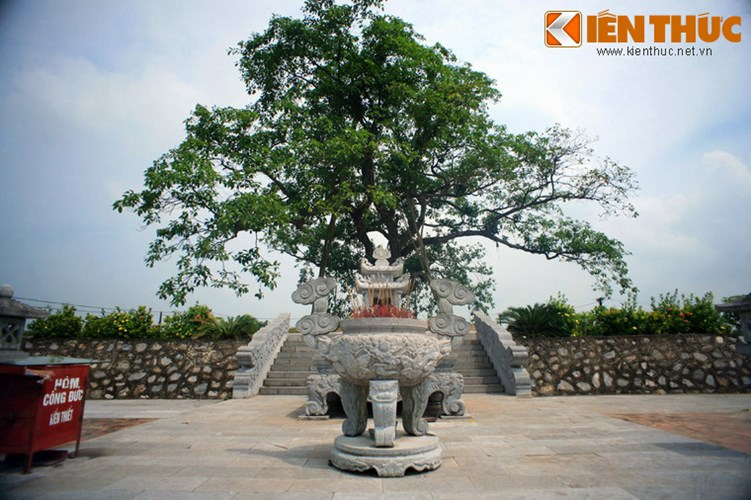 KIẾN THỨC
www.kienthuc.net.vn
HÒM
CÔNG ĐỨC
KIẾN THIẾT